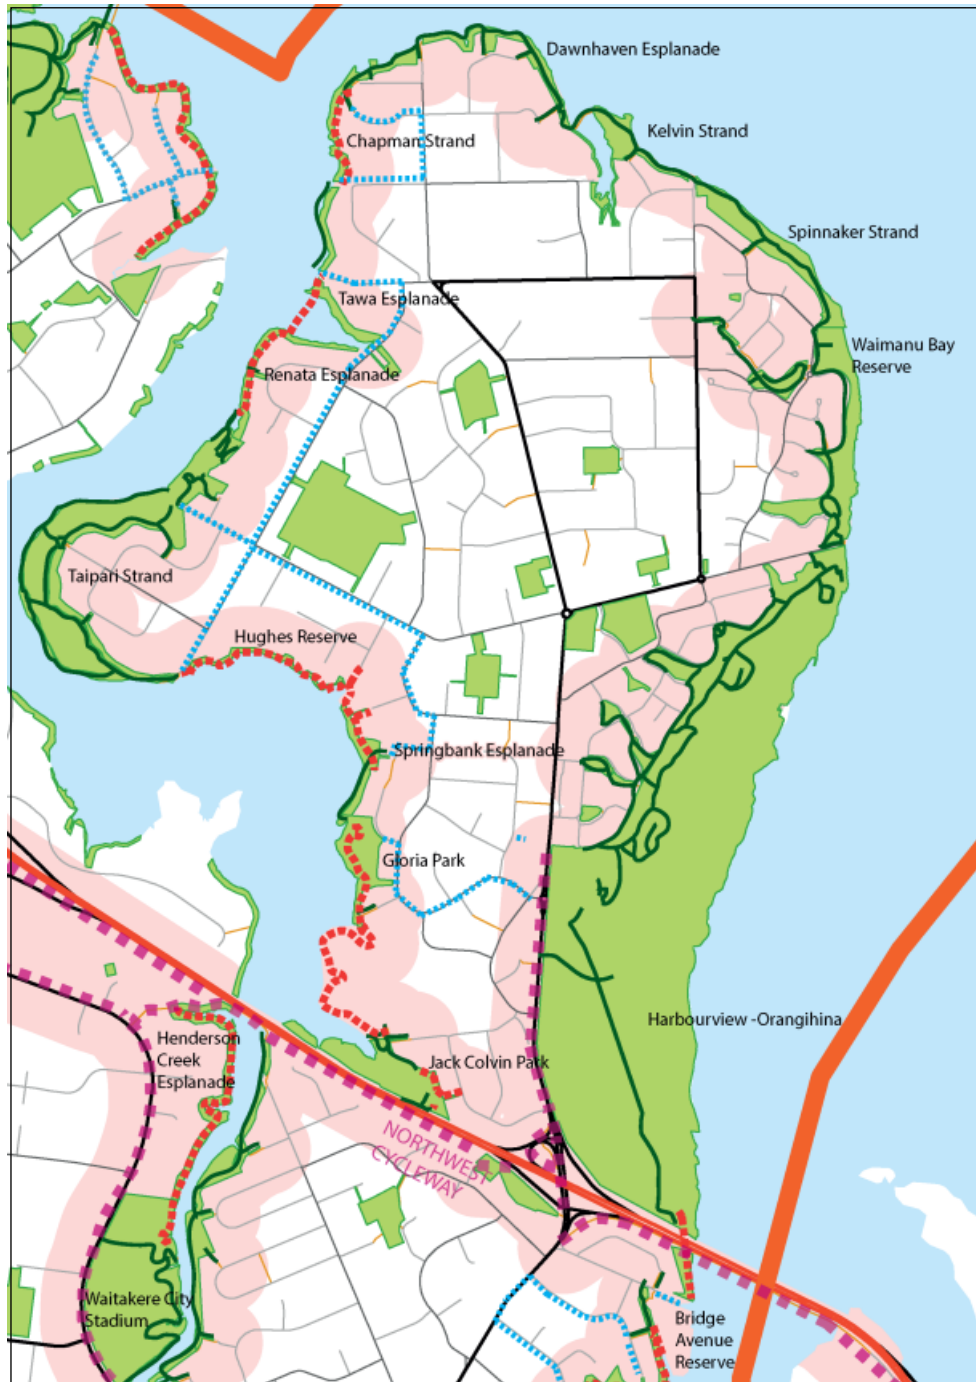 Dawnhaven Esplanade
Kelvin Strand
Chapman Strand
Spinnaker Strand
Tawa Esplanade
Waimanu Bay
Reserve
Renata Esplanade
Taipari Strand
Hughes Reserve
Springbank Esplanade
Gloria Park
Harbourview -Orangihina
Henderson
Creek
Esplanade
Jack Colvin Park
NORTHWEST
CYCLEWAY
Waitakere City
Stadium
Bridge
Avenue
Reserve